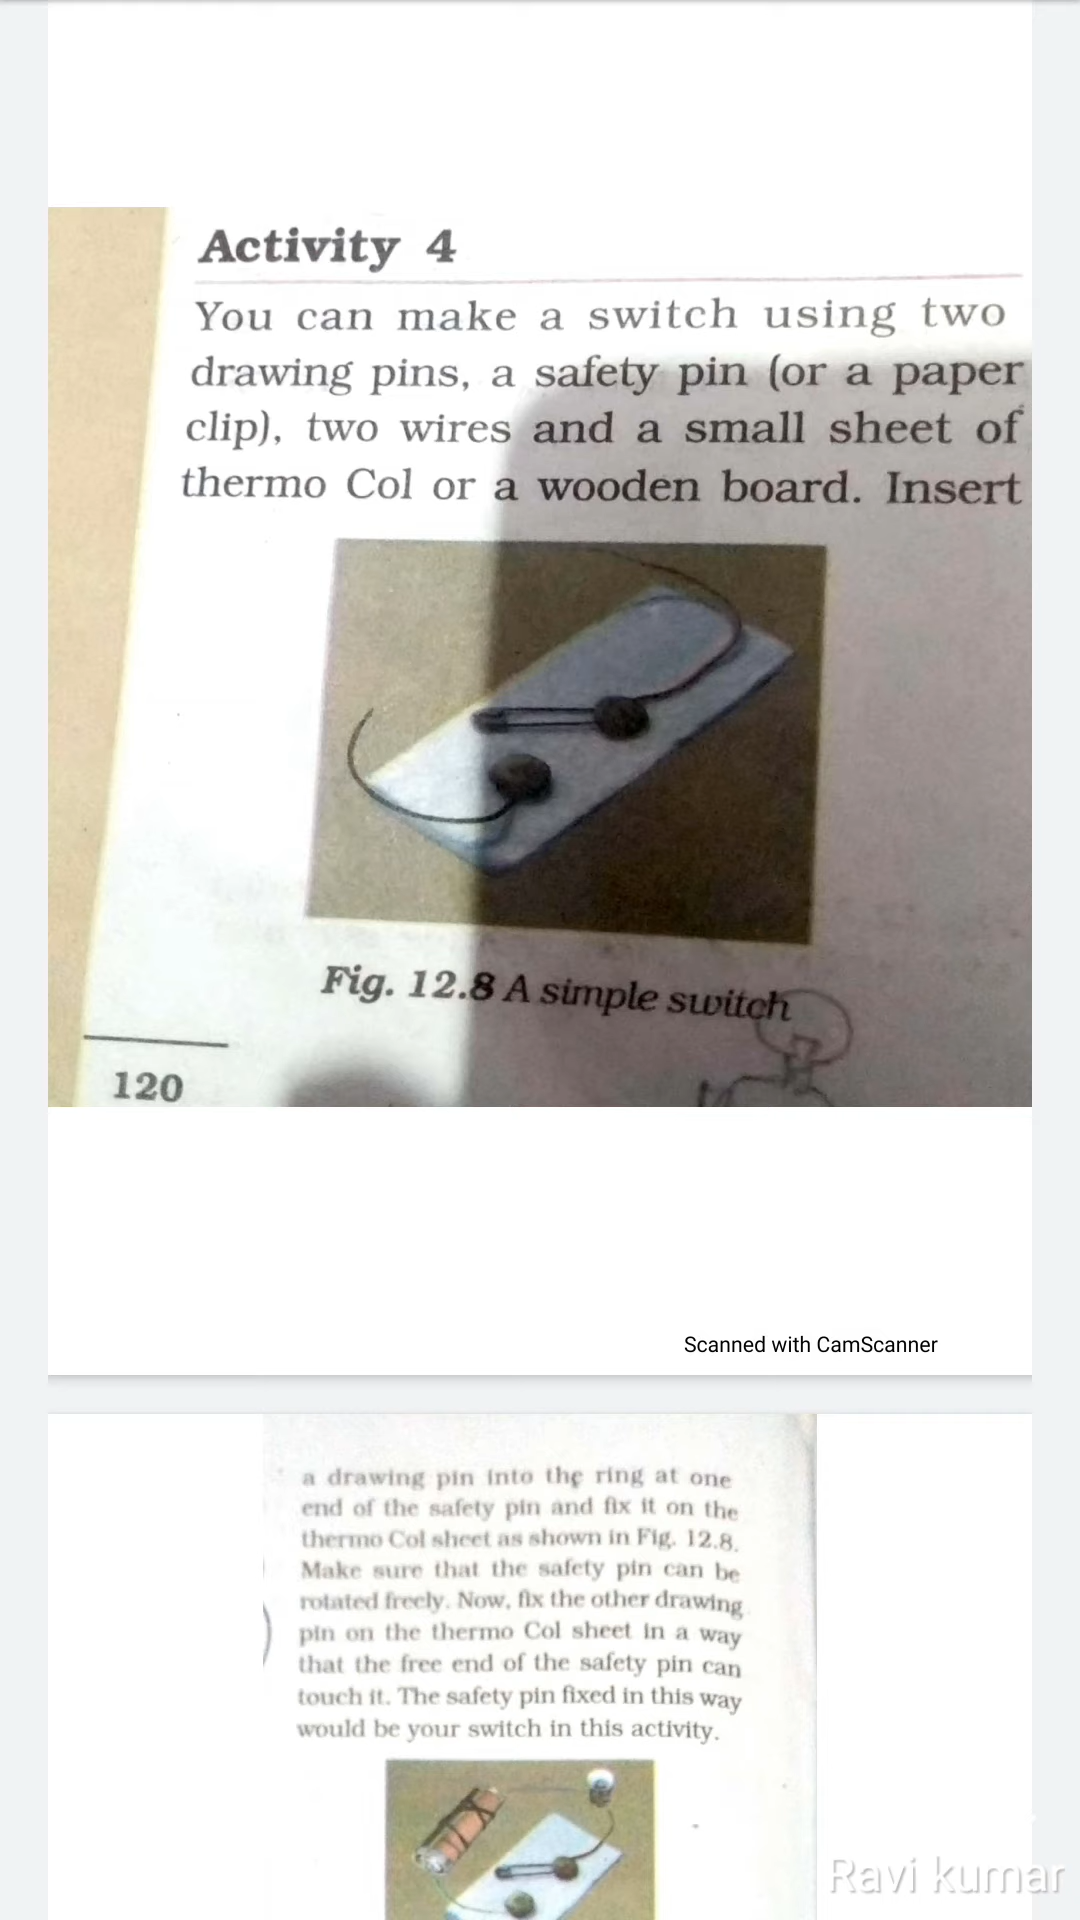 Activity 4
You can make a switch using two
drawing pins, a safety pin (or a paper
clip), two wires and a small sheet of
thermo Col or a wooden board. Insert
Fig. 12.8 A simple switch
120
Scanned with CamScanner
a drawing pin into the ring at one
end of the safety pin and fix it on the
thermo Col sheet as shown in Fig. 12.8.
Make sure that the safety pin can be
rotated freely. Now, fix the other drawing
pin on the thermo Col sheet in a way
that the free end of the safety pin can
touch it. The safety pin fixed in this way
would be your switch in this activity.
Ravi kumar